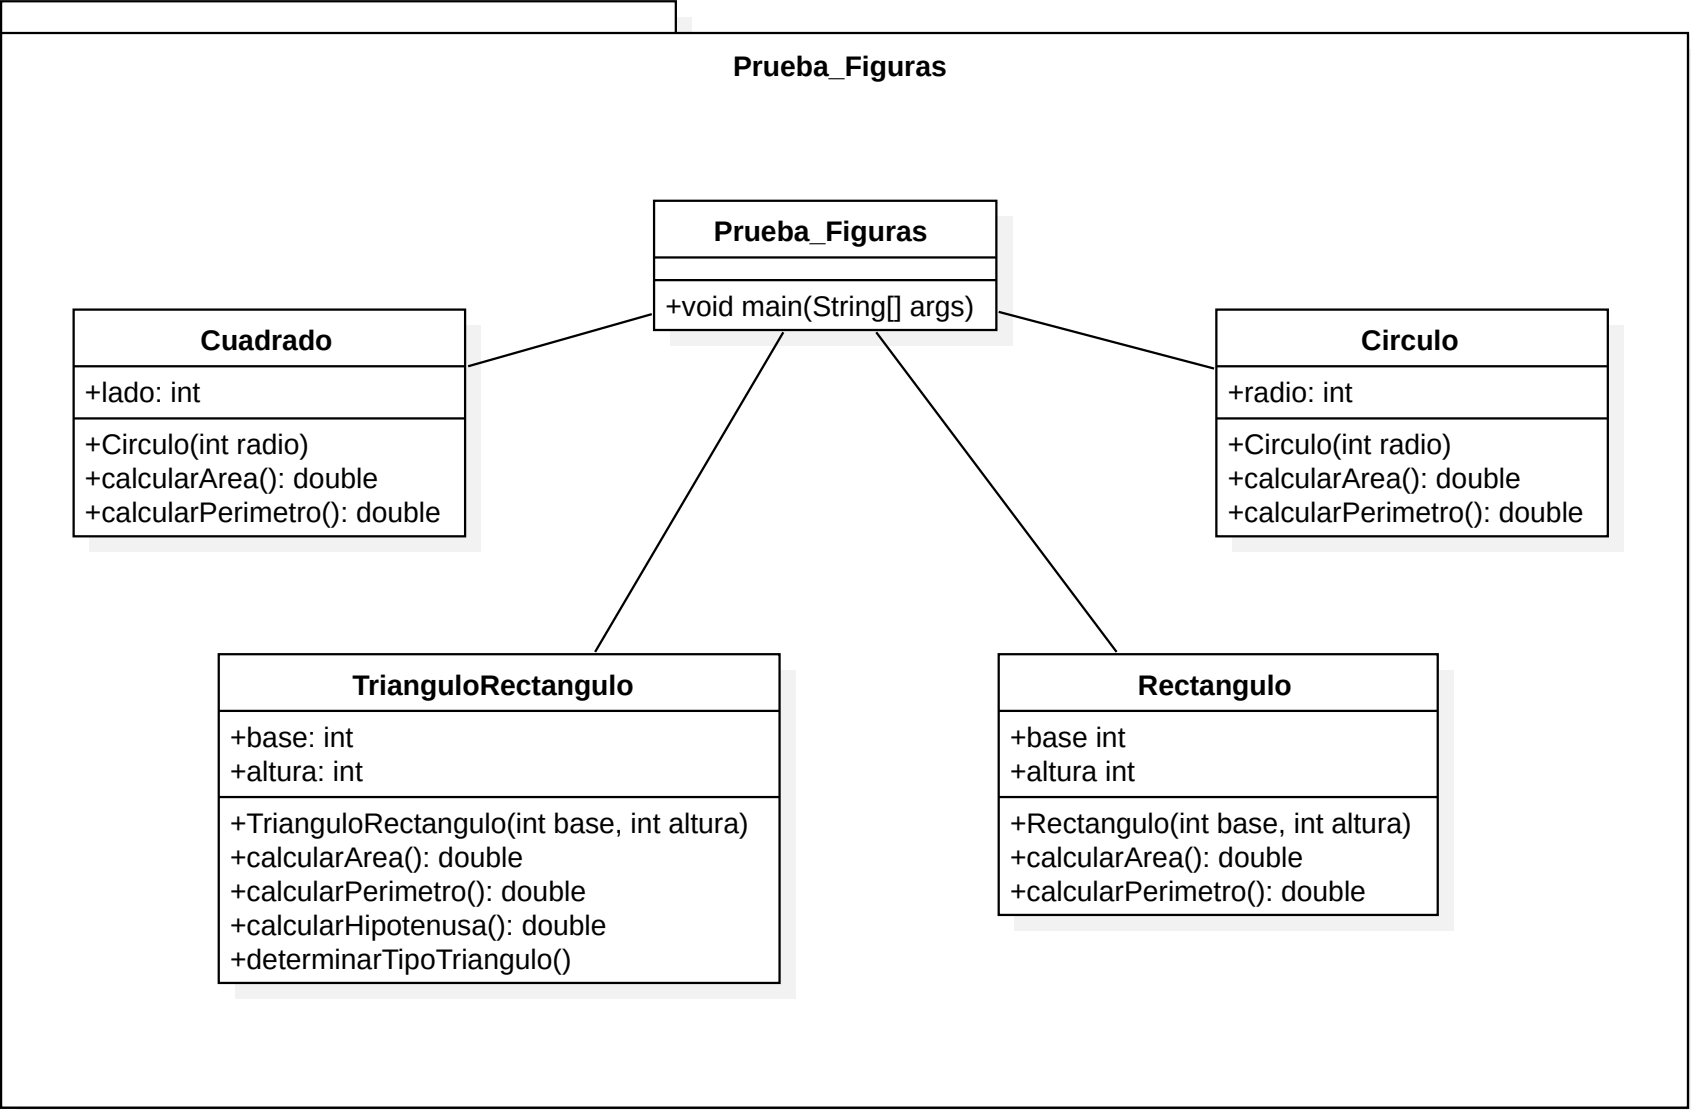 Prueba_Figuras
Prueba_Figuras
+void main(String[] args)
Cuadrado
+lado: int
+Circulo(int radio)
+calcularArea(): double
+calcularPerimetro(): double
Circulo
+radio: int
+Circulo(int radio)
+calcularArea(): double
+calcularPerimetro(): double
TrianguloRectangulo
+base: int
+altura: int
+TrianguloRectangulo(int base, int altura)
+calcularArea(): double
+calcularPerimetro(): double
+calcularHipotenusa(): double
+determinarTipoTriangulo()
Rectangulo
+base int
+altura int
+Rectangulo(int base, int altura)
+calcularArea(): double
+calcularPerimetro(): double